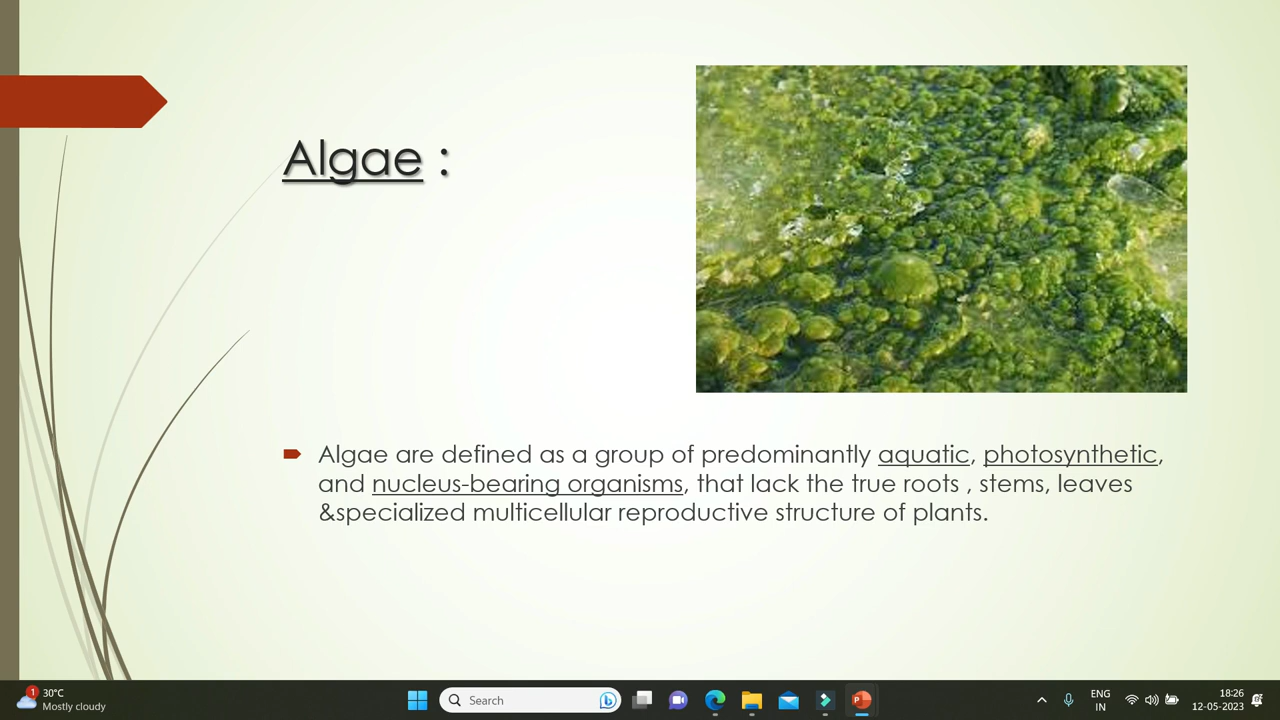 Algae :
Algae are defined as a group of predominantly aquatic, photosynthetic,
and nucleus-bearing organisms, that lack the true roots , stems, leaves
&specialized multicellular reproductive structure of plants.
1
30°C
Mostly cloudy
Search
P
ENG
IN
18:26
12-05-2023